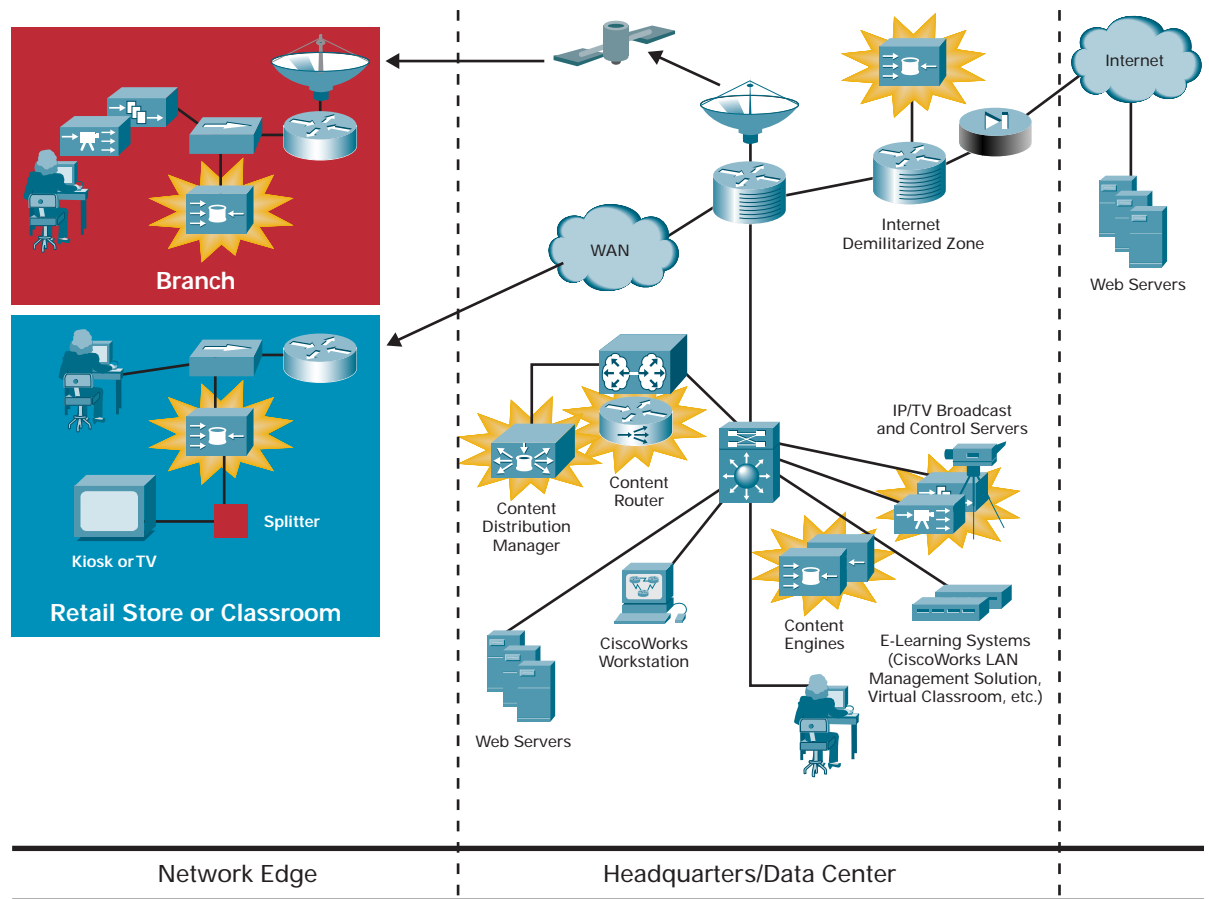 Branch
Kiosk or TV
Splitter
Retail Store or Classroom
WAN
Internet
Demilitarized Zone
Internet
Web Servers
Content
Distribution
Manager
Content
Router
IP/TV Broadcast
and Control Servers
CiscoWorks
Workstation
Content
Engines
E-Learning Systems
(CiscoWorks LAN
Management Solution,
Virtual Classroom, etc.)
Web Servers
Network Edge
Headquarters/Data Center